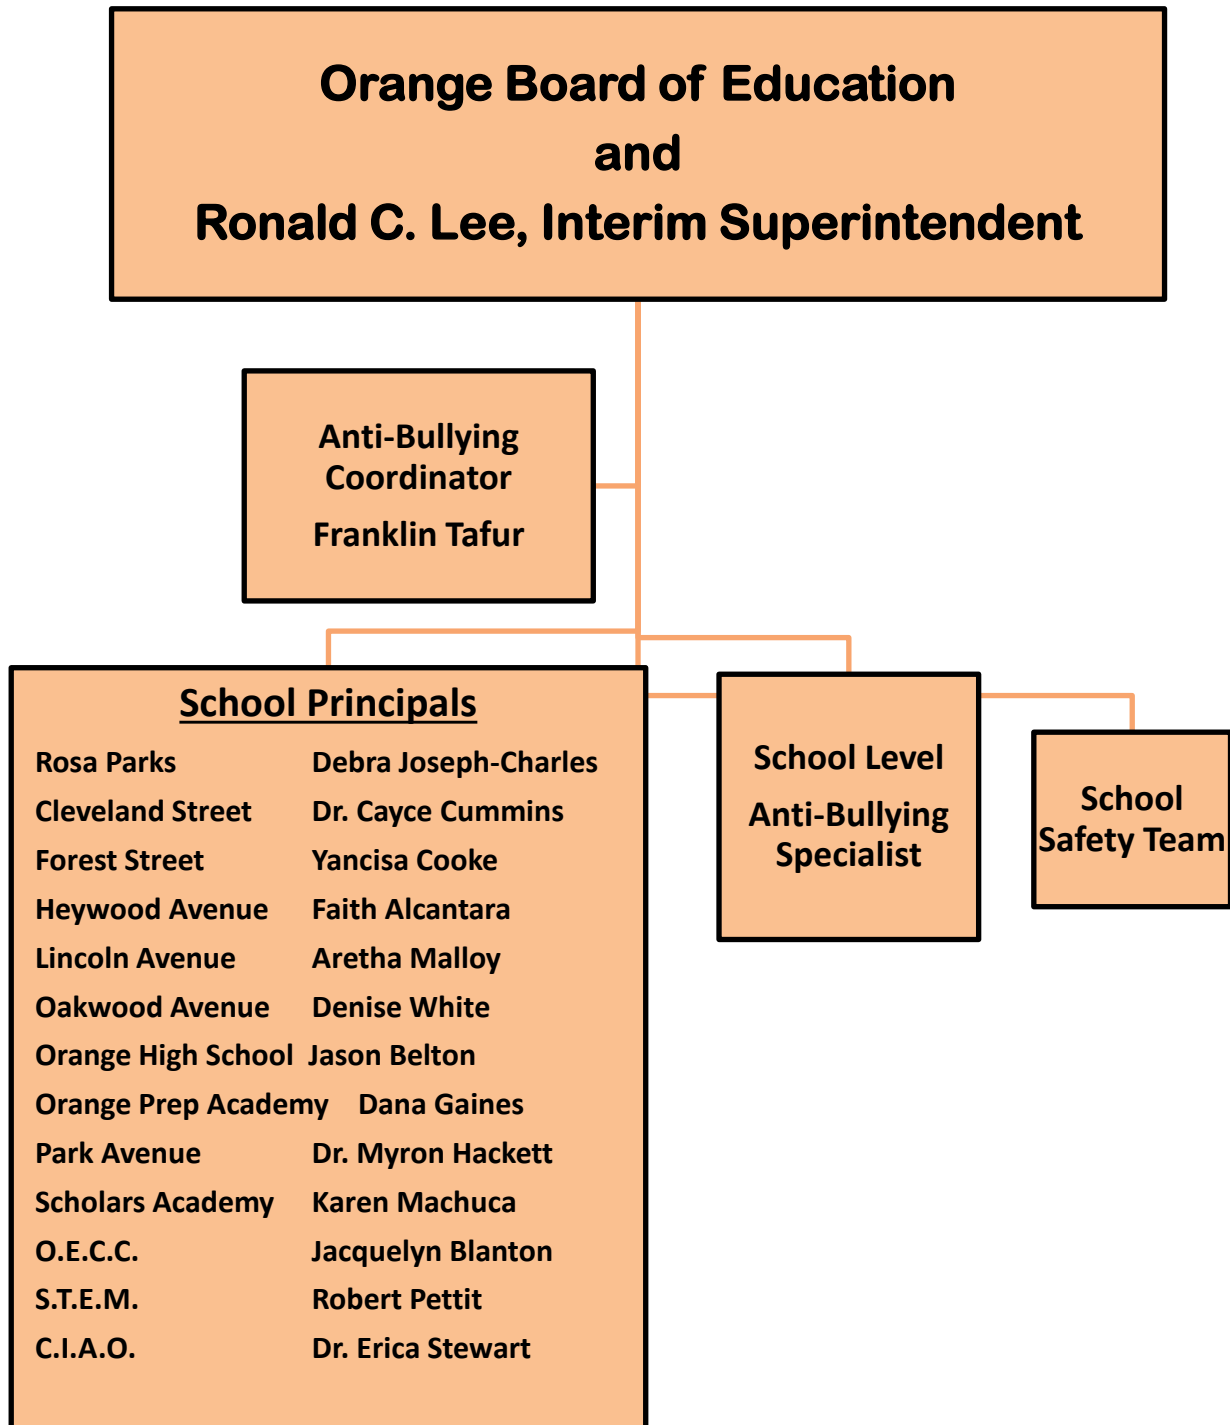 Orange Board of Education
and
Ronald C. Lee, Interim Superintendent
Anti-Bullying
Coordinator
Franklin Tafur
School Principals
Rosa Parks Debra Joseph-Charles
Cleveland Street Dr. Cayce Cummins
Forest Street Yancisa Cooke
Heywood Avenue Faith Alcantara
Lincoln Avenue Aretha Malloy
Oakwood Avenue Denise White
Orange High School Jason Belton
Orange Prep Academy Dana Gaines
Park Avenue Dr. Myron Hackett
Scholars Academy Karen Machuca
O.E.C.C. Jacquelyn Blanton
S.T.E.M. Robert Pettit
C.I.A.O. Dr. Erica Stewart
School Level
Anti-Bullying
Specialist
School
Safety Team